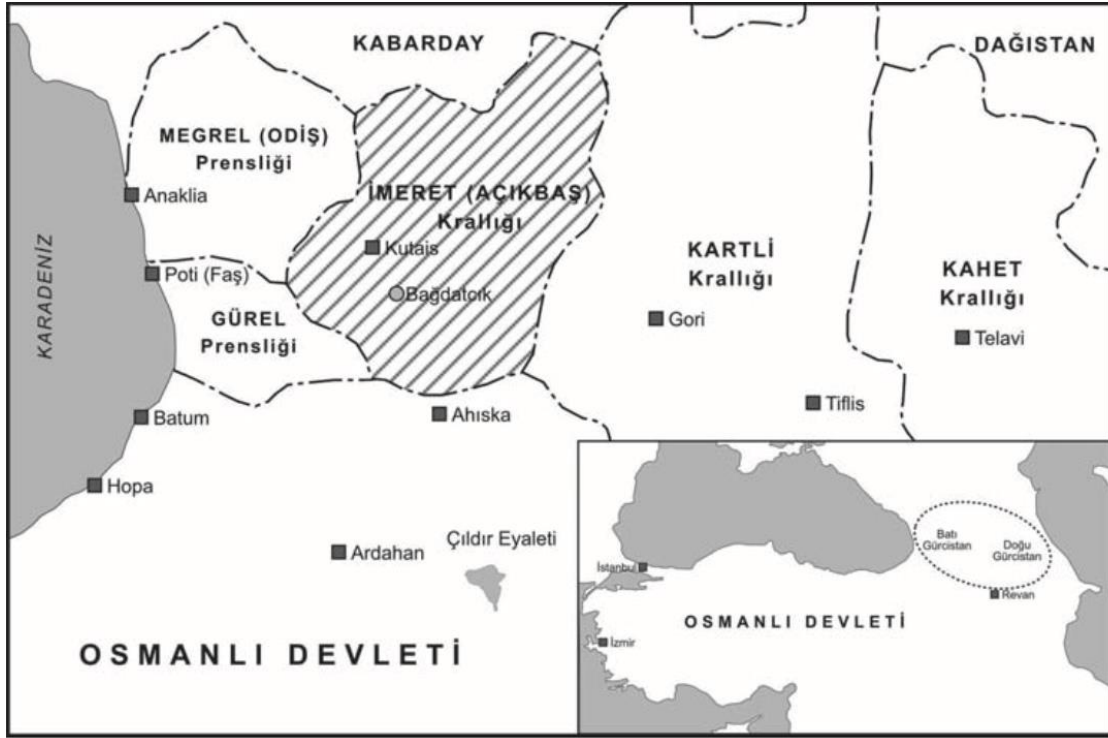 KABARDAY
DAĞISTAN
MEGREL (ODİŞ)
Prensliği
Anaklia
İMERET (AÇIKBAŞ)
Krallığı
Kutais
KARADENİZ
Poti (Faş)
Bağdatcık
KARTLİ
Krallığı
KAHET
Krallığı
GÜREL
Prensliği
Gori
Telavi
Batum
Ahıska
Tiflis
Hopa
Ardahan
Çıldır Eyaleti
OSMANLI DEVLETİ
Batı
Gürcistan
Doğu
Gürcistan
İstanbul
Revan
OSMANLI DEVLETİ
İzmir